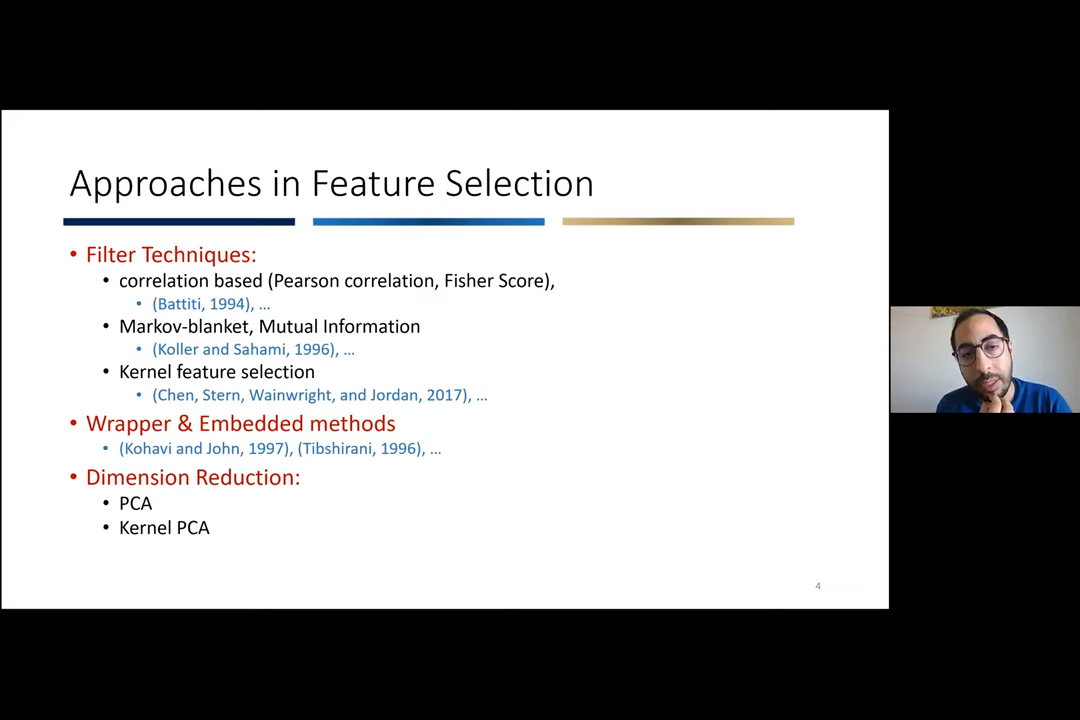 Approaches in Feature Selection
• Filter Techniques:
• correlation based (Pearson correlation, Fisher Score),
• (Battiti, 1994), ...
• Markov-blanket, Mutual Information
• (Koller and Sahami, 1996), ...
• Kernel feature selection
• (Chen, Stern, Wainwright, and Jordan, 2017), ...
• Wrapper & Embedded methods
• (Kohavi and John, 1997), (Tibshirani, 1996), ...
• Dimension Reduction:
• PCA
• Kernel PCA
4